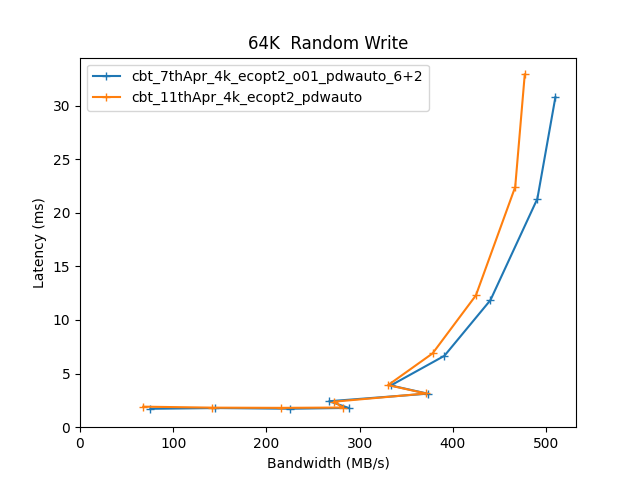 64K  Random Write
cbt_7thApr_4k_ecopt2_o01_pdwauto_6+2
cbt_11thApr_4k_ecopt2_pdwauto
Latency (ms)
30
25
20
15
10
5
0
0 100 200 300 400 500
Bandwidth (MB/s)